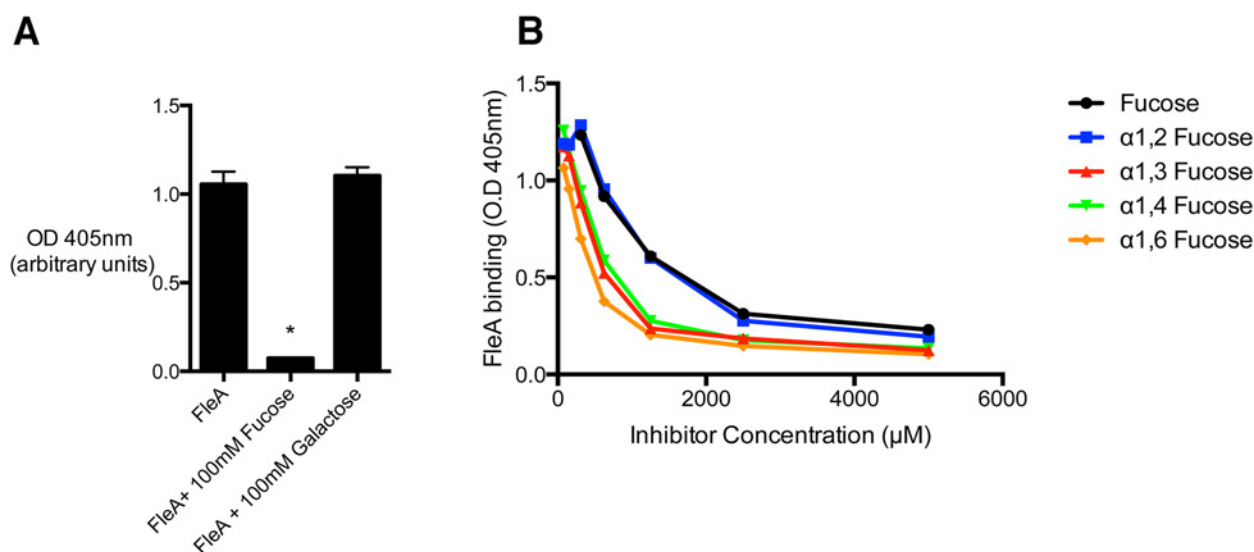 A
1.5
1.0
0.5
0.0
OD 405nm
(arbitrary units)
*
FleA
FleA+ 100mM Fucose
FleA + 100mM Galactose
B
1.5
1.0
0.5
0.0
FleA binding (O.D 405nm)
0
2000
4000
6000
Inhibitor Concentration (µM)
Fucose
α1,2 Fucose
α1,3 Fucose
α1,4 Fucose
α1,6 Fucose